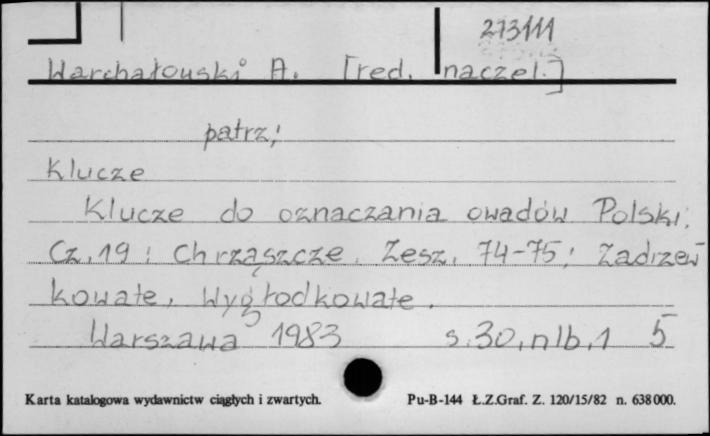 273111
Warchałowski A. [red. naczel.]
patrz:
Klucze
Klucze do oznaczania owadów Polski.
Cz. 19 : Chrząszcze. Zesz. 74-75: Zadrzew
kowate, Wygłodkowate.
Warszawa 1983 s. 30, nlb. 1 5
Karta katalogowa wydawnictw ciągłych i zwartych. Pu-B-144 Ł.Z.Graf. Z. 120/15/82 n. 638000.